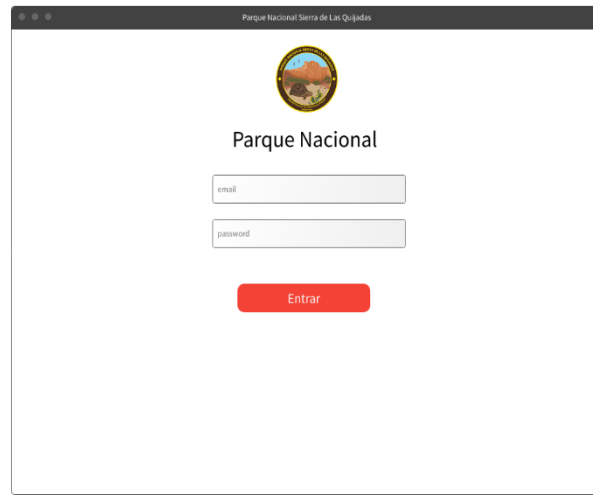 Parque Nacional Sierra de Las Quijadas
Parque Nacional
email
password
Entrar